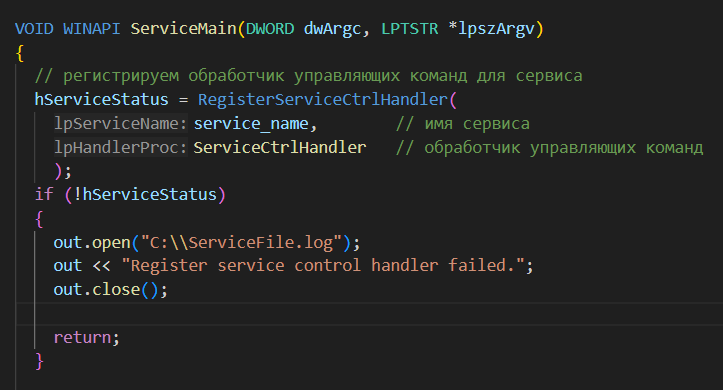 VOID WINAPI ServiceMain(DWORD dwArgc, LPTSTR *lpszArgv)
{
// регистрируем обработчик управляющих команд для сервиса
hServiceStatus = RegisterServiceCtrlHandler(
lpServiceName: service_name, // имя сервиса
lpHandlerProc: ServiceCtrlHandler // обработчик управляющих команд
);
if (!hServiceStatus)
{
out.open("C:\\ServiceFile.log");
out << "Register service control handler failed.";
out.close();
return;
}